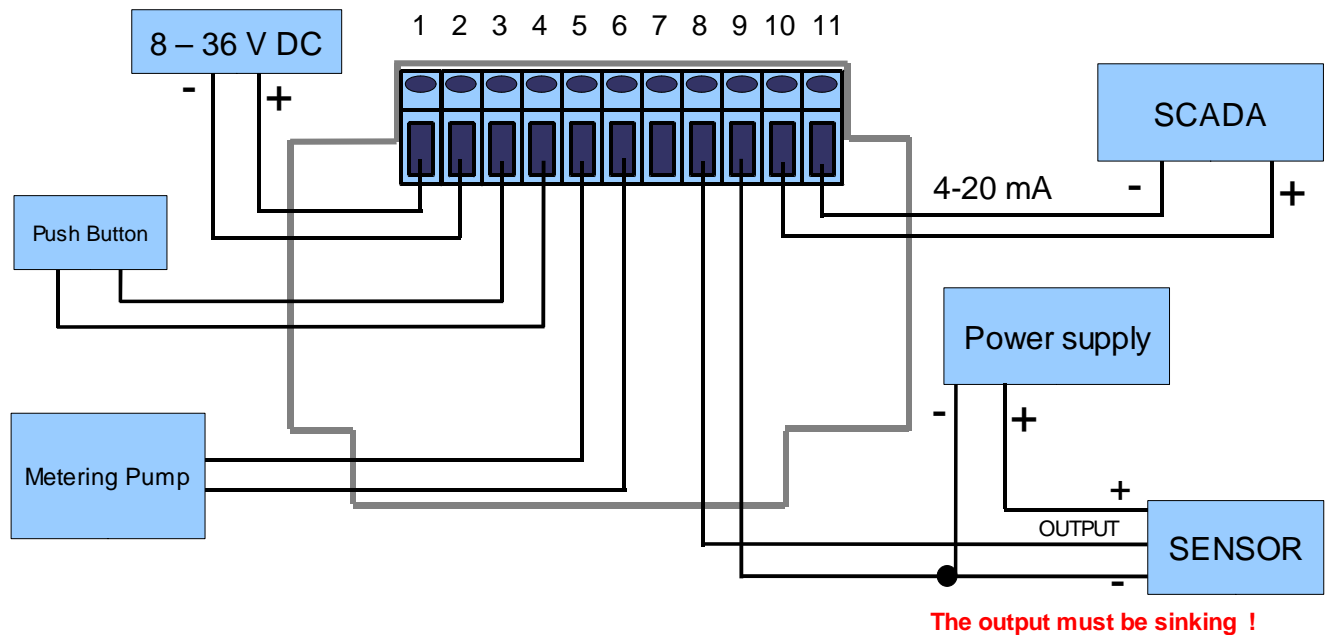 1 2 3 4 5 6 7 8 9 10 11
8 – 36 V DC
- +
SCADA
4-20 mA - +
Push Button
Power supply
- +
Metering Pump
+
OUTPUT
SENSOR
-
The output must be sinking !